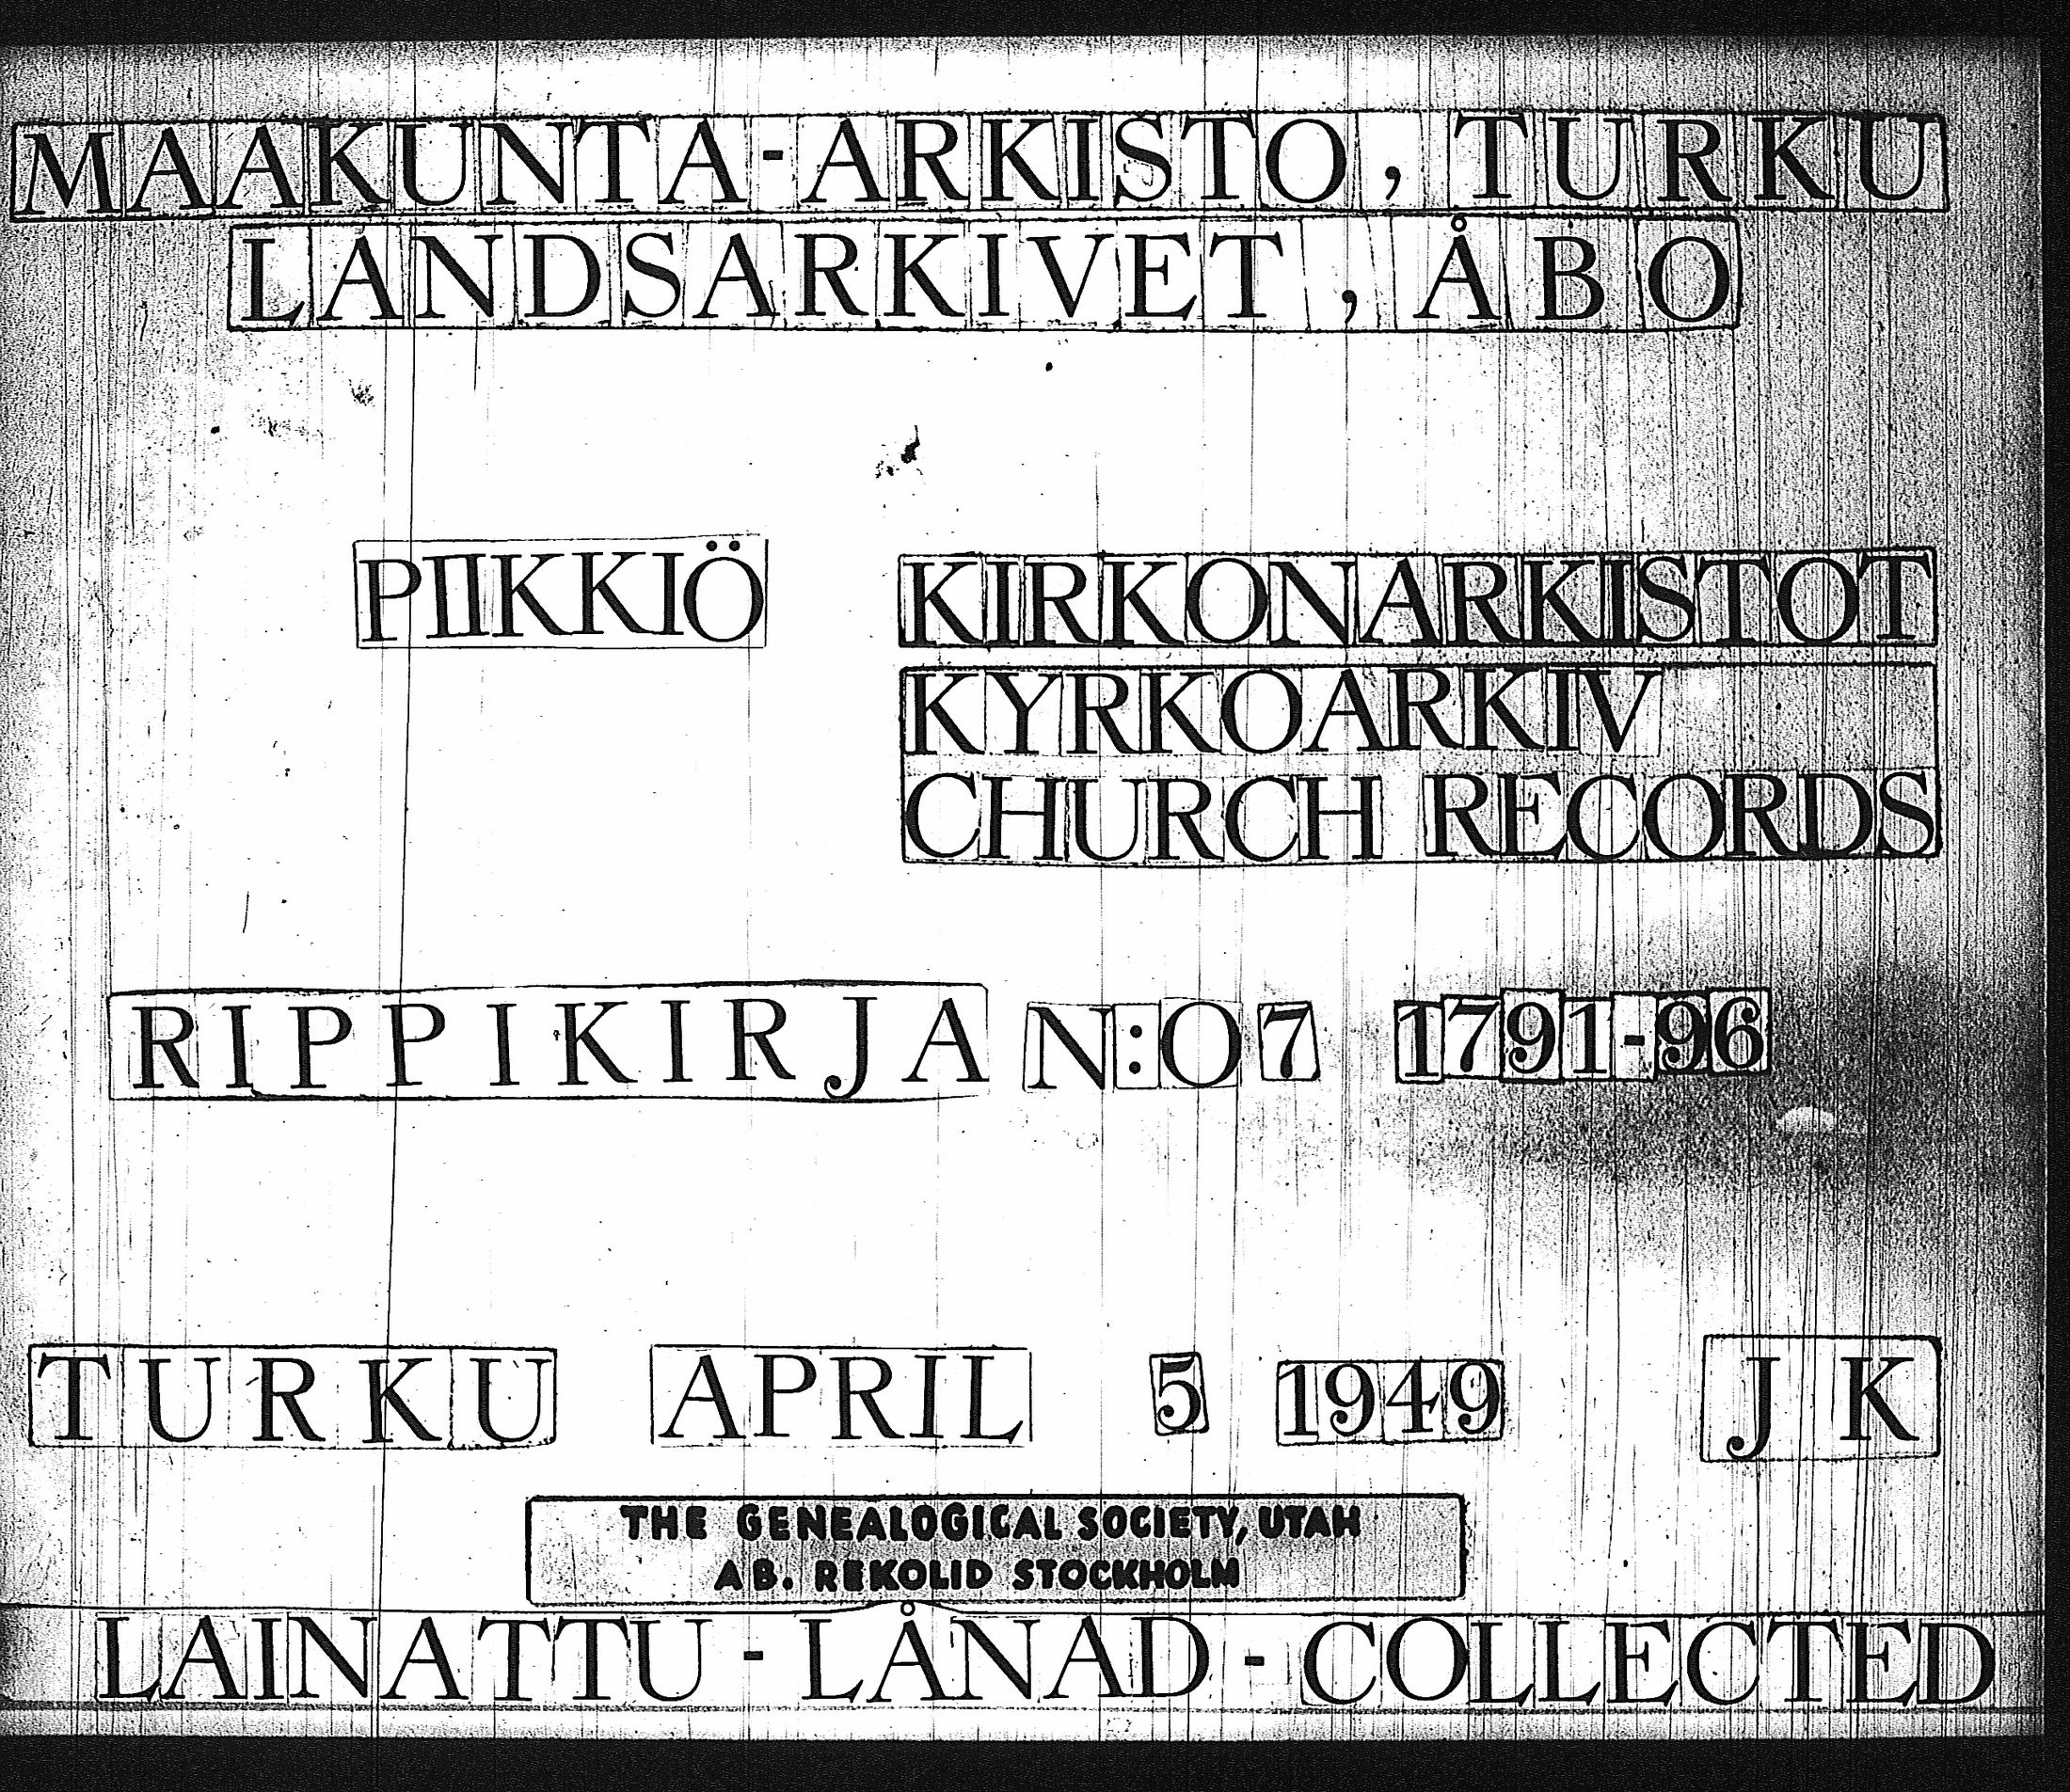 MAAKUNTA-ARKISTO, TURKU
LANDSARKIVET, ÅBO
PIIKKIÖ KIRKONARKISTOT
KYRKOARKIV
CHURCH RECORDS
RIPPIKIRJA N:O 7 1791-96
TURKU APRIL 5 1949 J K
THE GENEALOGICAL SOCIETY, UTAH
AB. REKOLID STOCKHOLM
LAINATTU - LÅNAD - COLLECTED